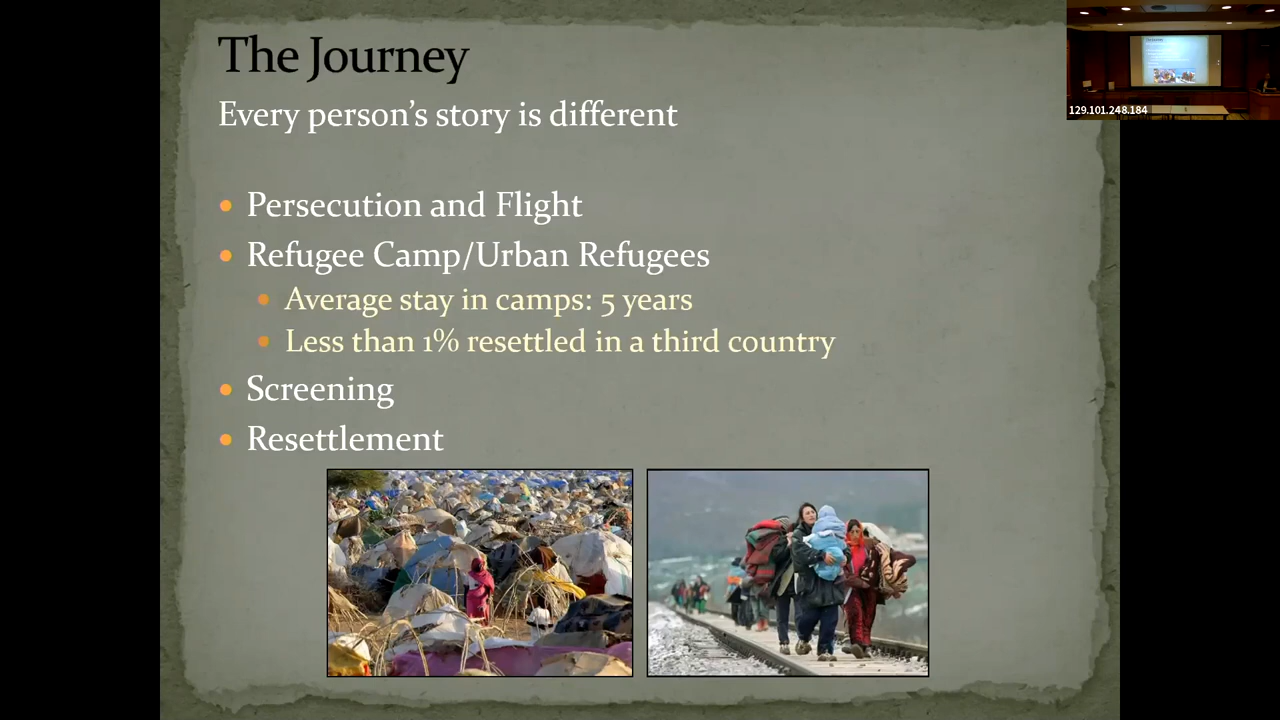 The Journey
Every person's story is different
Persecution and Flight
Refugee Camp/Urban Refugees
Average stay in camps: 5 years
Less than 1% resettled in a third country
Screening
Resettlement
129.101.248.184